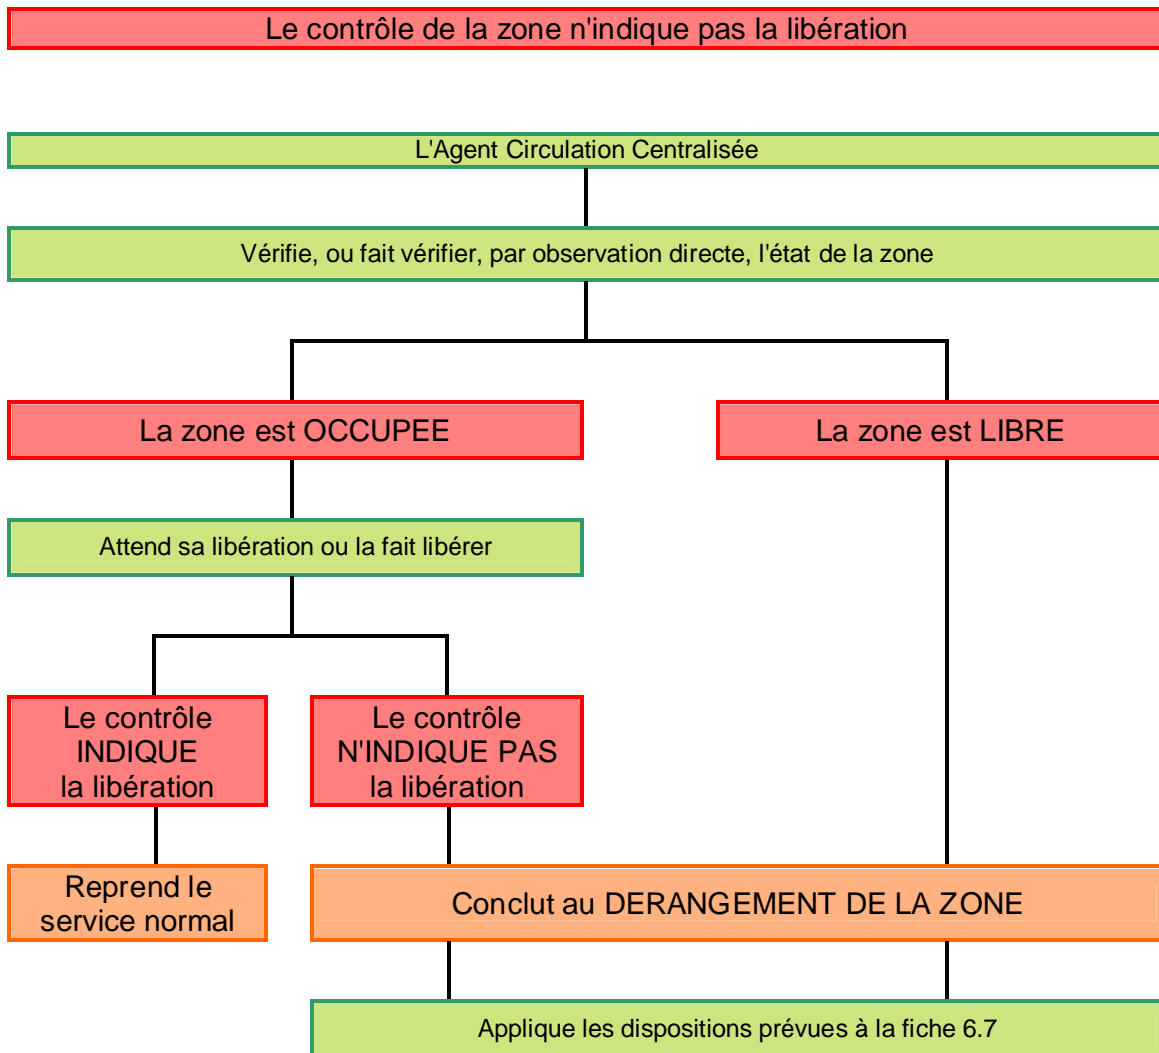 Le contrôle de la zone n'indique pas la libération
L'Agent Circulation Centralisée
Vérifie, ou fait vérifier, par observation directe, l'état de la zone
La zone est OCCUPEE
La zone est LIBRE
Attend sa libération ou la fait libérer
Le contrôle
INDIQUE
la libération
Le contrôle
N'INDIQUE PAS
la libération
Reprend le
service normal
Conclut au DERANGEMENT DE LA ZONE
Applique les dispositions prévues à la fiche 6.7